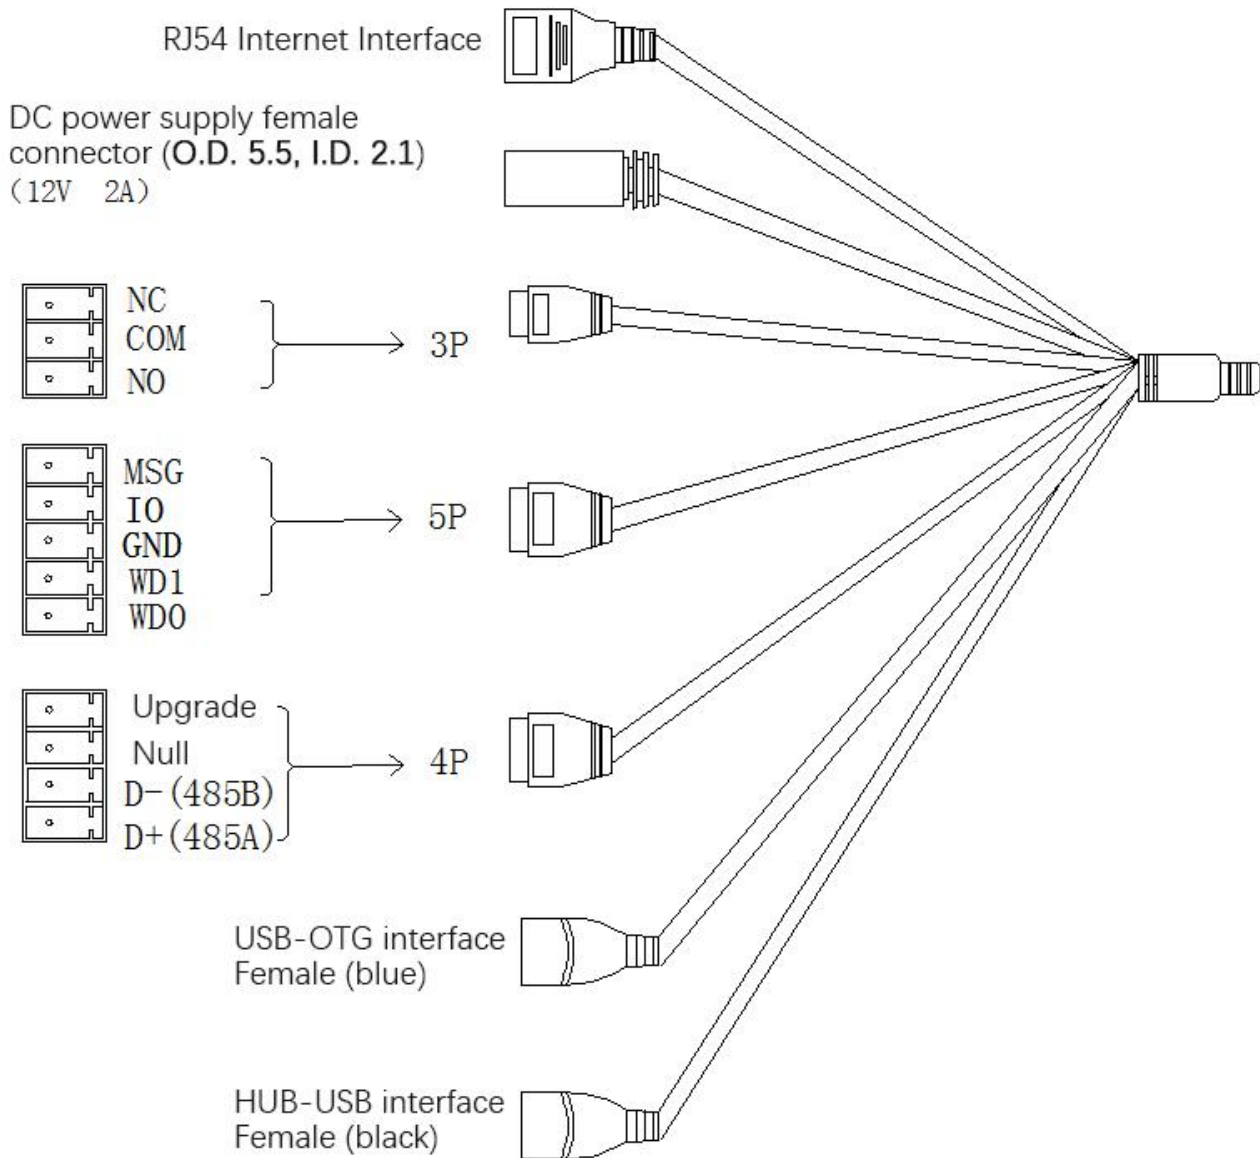 RJ54 Internet Interface
DC power supply female
connector (O.D. 5.5, I.D. 2.1)
（12V 2A）
NC
COM
NO
3P
MSG
IO
GND
WD1
WD0
5P
Upgrade
Null
D-(485B)
D+(485A)
4P
USB-OTG interface
Female (blue)
HUB-USB interface
Female (black)